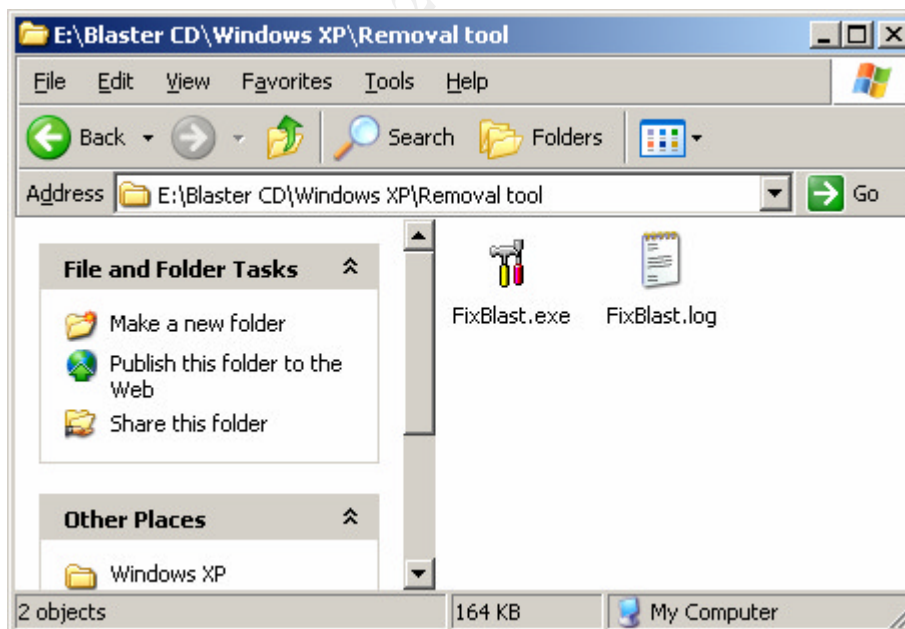 E:\Blaster CD\Windows XP\Removal tool
File Edit View Favorites Tools Help
Back Search Folders
Address E:\Blaster CD\Windows XP\Removal tool Go
File and Folder Tasks
Make a new folder
Publish this folder to the
Web
Share this folder
Other Places
Windows XP
FixBlast.exe FixBlast.log
2 objects 164 KB My Computer